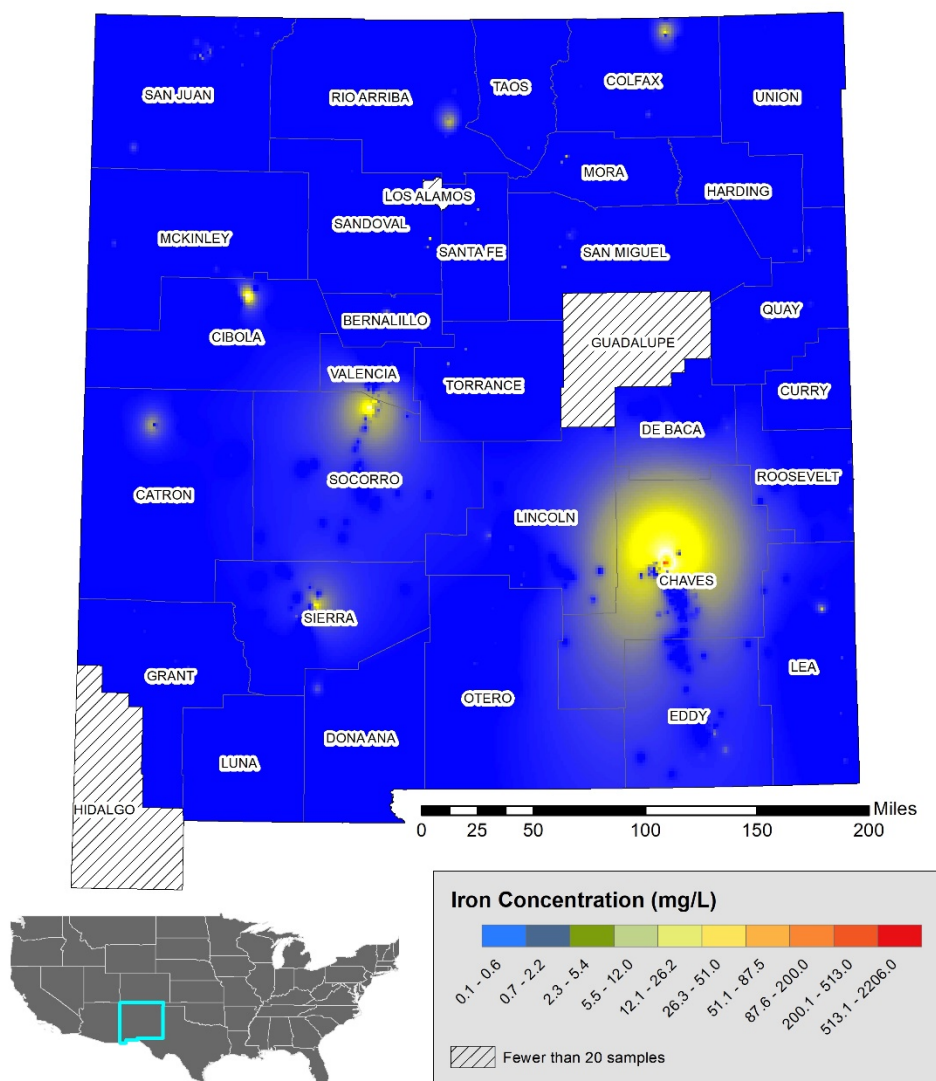 SAN JUAN
RIO ARRIBA
TAOS
COLFAX
UNION
MORA
HARDING
LOS ALAMOS
SANDOVAL
SANTA FE
SAN MIGUEL
MCKINLEY
QUAY
BERNALILLO
CIBOLA
GUADALUPE
VALENCIA
TORRANCE
CURRY
DE BACA
ROOSEVELT
SOCORRO
CATRON
LINCOLN
CHAVES
SIERRA
LEA
GRANT
OTERO
EDDY
DONA ANA
LUNA
HIDALGO
Miles
0 25 50 100 150 200
Iron Concentration (mg/L)
0.1 - 0.6
0.7 - 2.2
2.3 - 5.4
5.5 - 12.0
12.1 - 26.2
26.3 - 51.0
51.1 - 87.5
87.6 - 200.0
200.1 - 513.0
513.1 - 2206.0
Fewer than 20 samples